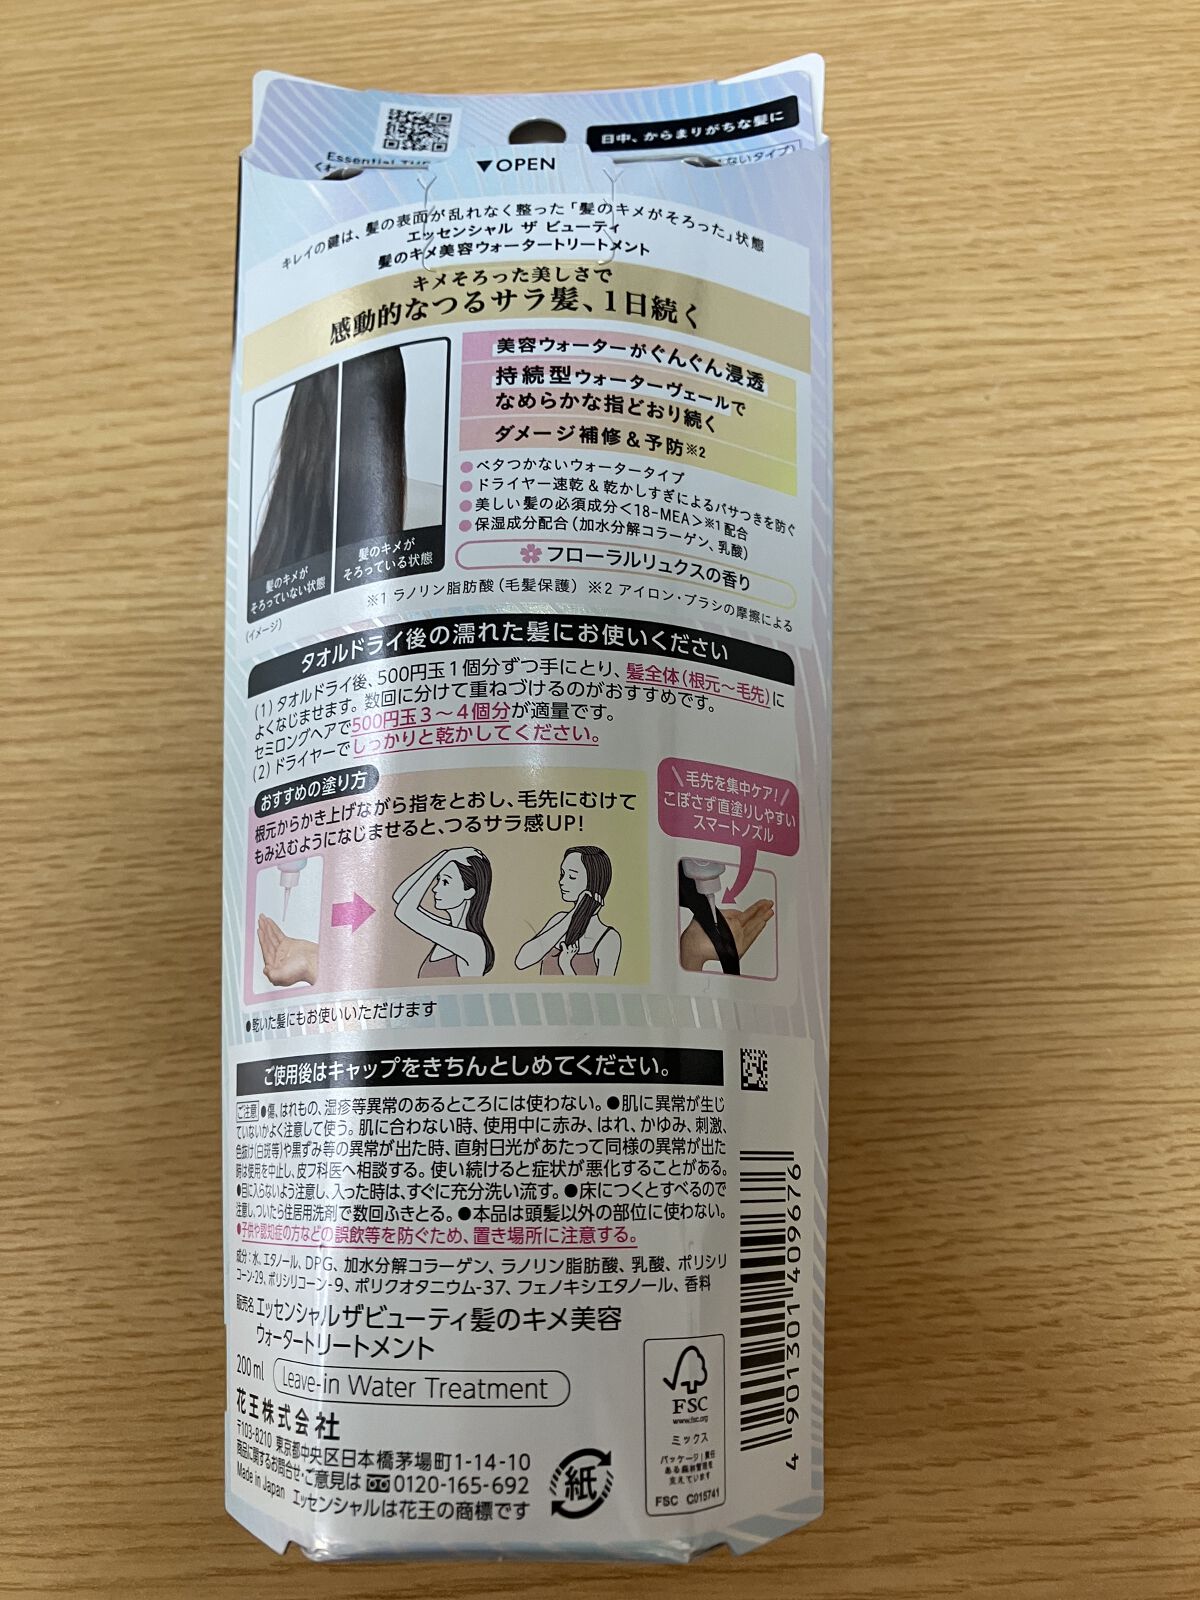 日中、からまりがちな髪に
Essential THE
くわ
ないタイプ)
▼OPEN
キレイの鍵は、髪の表面が乱れなく整った「髪のキメがそろった」状態
エッセンシャル ザ ビューティ
髪のキメ美容ウォータートリートメント
キメそろった美しさで
感動的なつるサラ髪、1日続く
美容ウォーターがぐんぐん浸透
持続型ウォーターヴェールで
なめらかな指どおり続く
ダメージ補修&予防※2
●ベタつかないウォータータイプ
●ドライヤー速乾&乾かしすぎによるパサつきを防ぐ
●美しい髪の必須成分<18-MEA>※1配合
●保湿成分配合(加水分解コラーゲン、乳酸)
フローラルリュクスの香り
髪のキメが
そろっていない状態
髪のキメが
そろっている状態
(イメージ)
※1 ラノリン脂肪酸(毛髪保護) ※2 アイロン・ブラシの摩擦による
タオルドライ後の濡れた髪にお使いください
(1)タオルドライ後、500円玉1個分ずつ手にとり、髪全体(根元～毛先)に
よくなじませます。数回に分けて重ねづけるのがおすすめです。
セミロングヘアで500円玉3～4個分が適量です。
(2)ドライヤーでしっかりと乾かしてください。
おすすめの塗り方
根元からかき上げながら指をとおし、毛先にむけて
もみ込むようになじませると、つるサラ感UP!
毛先を集中ケア!
こぼさず直塗りしやすい
スマートノズル
●乾いた髪にもお使いいただけます
ご使用後はキャップをきちんとしめてください。
ご注意 ●傷、はれもの、湿疹等異常のあるところには使わない。●肌に異常が生じ
ていないかよく注意して使う。肌に合わない時、使用中に赤み、はれ、かゆみ、刺激、
色抜け(白斑等)や黒ずみ等の異常が出た時、直射日光があたって同様の異常が出た
時は使用を中止し、皮フ科医へ相談する。使い続けると症状が悪化することがある。
●目に入らないよう注意し、入った時は、すぐに充分洗い流す。●床につくとすべるので
注意し、ついたら住居用洗剤で数回ふきとる。●本品は頭髪以外の部位に使わない。
●子供や認知症の方などの誤飲等を防ぐため、置き場所に注意する。
成分:水、エタノール、DPG、加水分解コラーゲン、ラノリン脂肪酸、乳酸、ポリシリ
コーン-29、ポリシリコーン-9、ポリクオタニウム-37、フェノキシエタノール、香料
販売名 エッセンシャルザビューティ髪のキメ美容
ウォータートリートメント
200ml Leave-in Water Treatment
花王株式会社
〒103-8210 東京都中央区日本橋茅場町1-14-10
商品に関するお問合せ・ご意見は 0120-165-692
Made in Japan エッセンシャルは花王の商標です
紙
FSC
www.fsc.org
ミックス
パッケージ|責任
ある森林管理を
支えています
FSC C015741
4 901301 409976